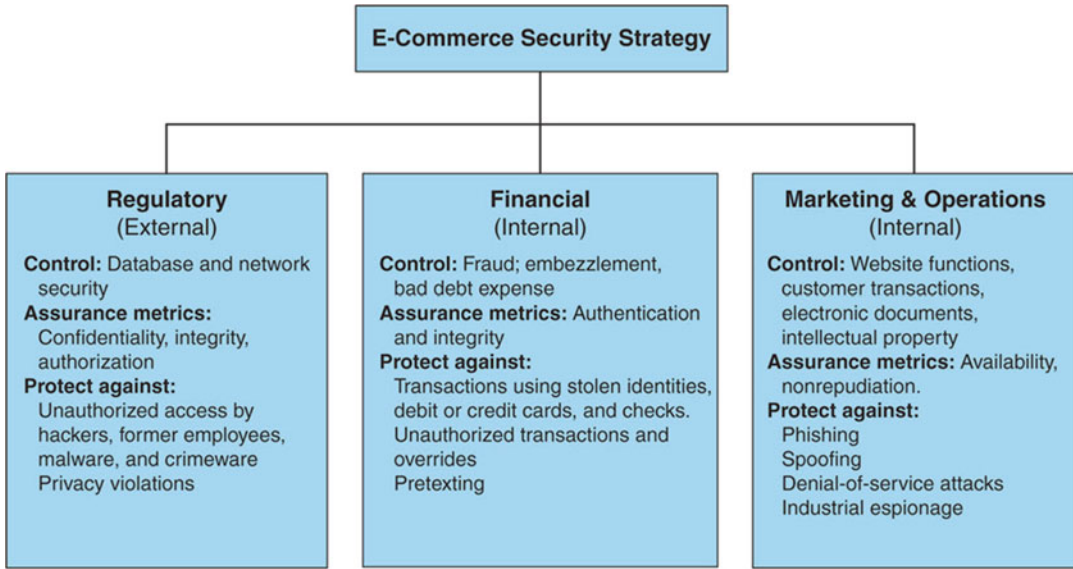 E-Commerce Security Strategy
Regulatory
(External)
Control: Database and network
security
Assurance metrics:
Confidentiality, integrity,
authorization
Protect against:
Unauthorized access by
hackers, former employees,
malware, and crimeware
Privacy violations
Financial
(Internal)
Control: Fraud; embezzlement,
bad debt expense
Assurance metrics: Authentication
and integrity
Protect against:
Transactions using stolen identities,
debit or credit cards, and checks.
Unauthorized transactions and
overrides
Pretexting
Marketing & Operations
(Internal)
Control: Website functions,
customer transactions,
electronic documents,
intellectual property
Assurance metrics: Availability,
nonrepudiation.
Protect against:
Phishing
Spoofing
Denial-of-service attacks
Industrial espionage